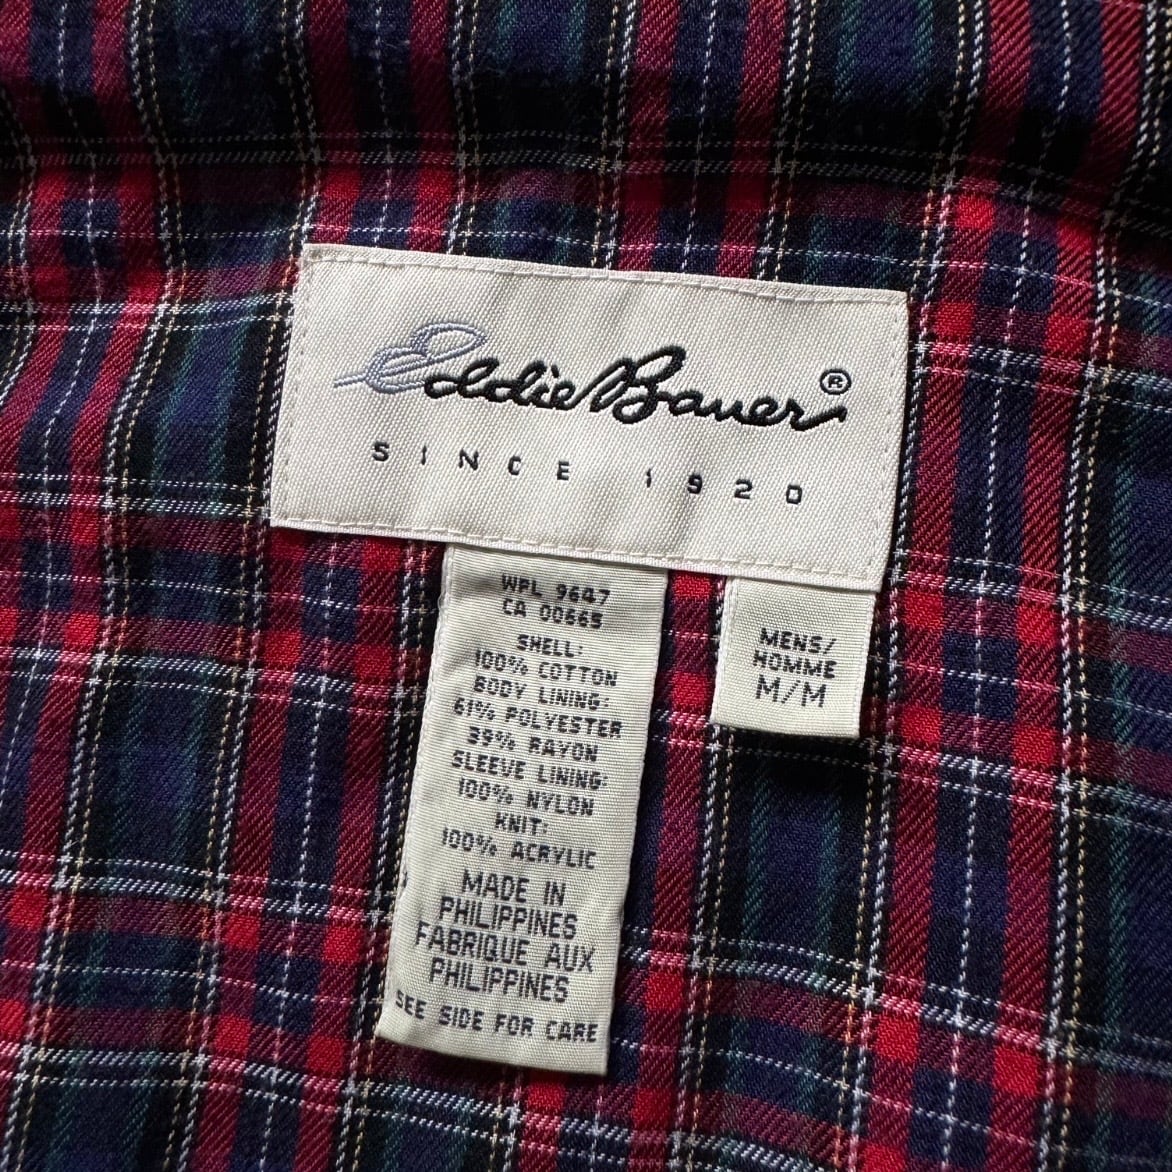 Eddie Bauer®
SINCE 1920
WPL 9647
CA 00665
SHELL:
100% COTTON
BODY LINING:
61% POLYESTER
39% RAYON
SLEEVE LINING:
100% NYLON
KNIT:
100% ACRYLIC
MADE IN
PHILIPPINES
FABRIQUE AUX
PHILIPPINES
SEE SIDE FOR CARE
MENS/
HOMME
M/M